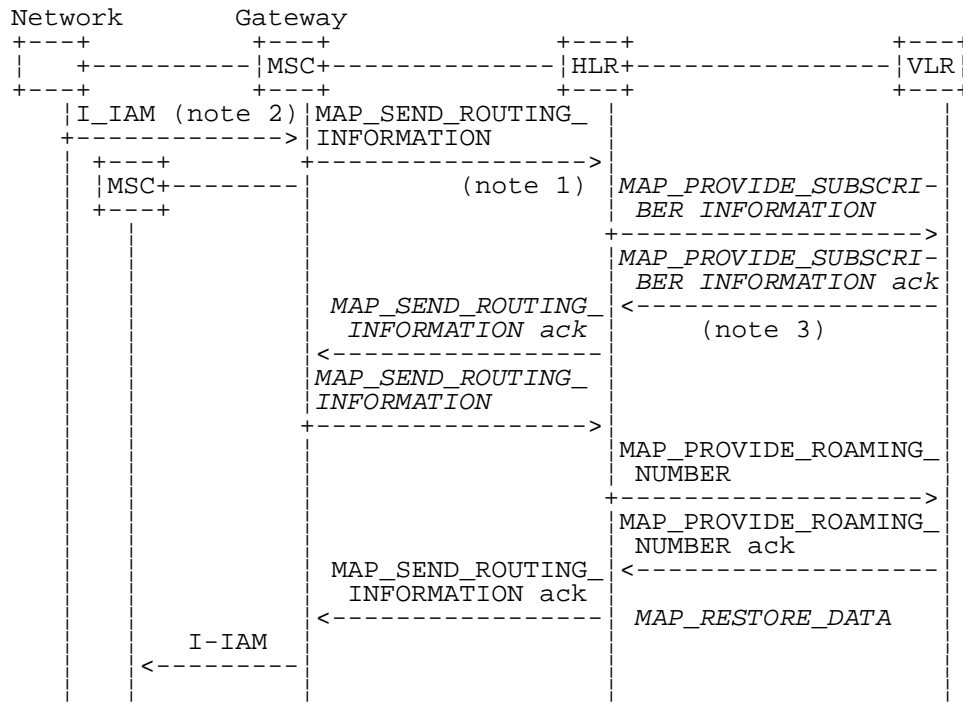 Network Gateway
MSC HLR VLR
I_IAM (note 2) MAP_SEND_ROUTING_
INFORMATION
MSC (note 1) MAP_PROVIDE_SUBSCRI-
BER INFORMATION
MAP_PROVIDE_SUBSCRI-
BER INFORMATION ack
MAP_SEND_ROUTING_
INFORMATION ack (note 3)
MAP_SEND_ROUTING_
INFORMATION
MAP_PROVIDE_ROAMING_
NUMBER
MAP_PROVIDE_ROAMING_
NUMBER ack
MAP_SEND_ROUTING_
INFORMATION ack
MAP_RESTORE_DATA
I-IAM